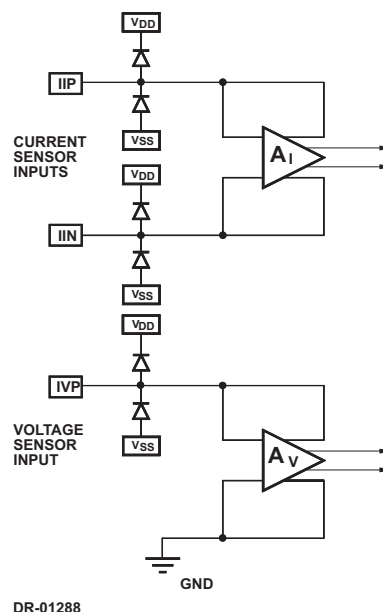 VDD
IIP
CURRENT
SENSOR
INPUTS
VSS
VDD
AI
IIN
VSS
VDD
IVP
VOLTAGE
SENSOR
INPUT
VSS
AV
GND
DR-01288